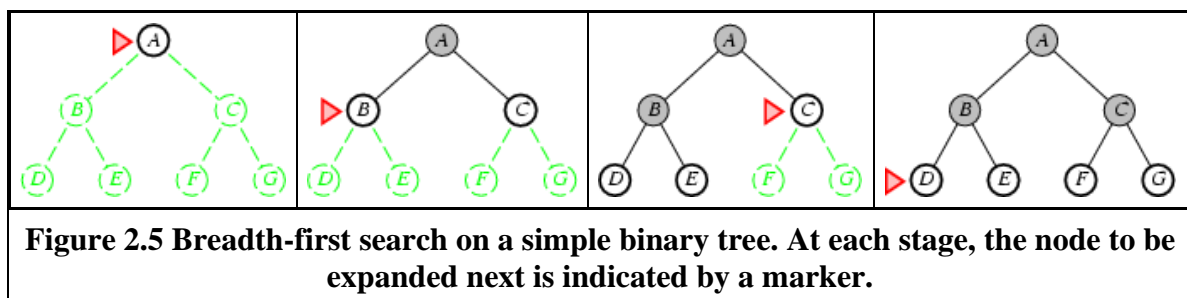 A
B C
D E F G
A
B C
D E F G
A
B C
D E F G
A
B C
D E F G
Figure 2.5 Breadth-first search on a simple binary tree. At each stage, the node to be
expanded next is indicated by a marker.